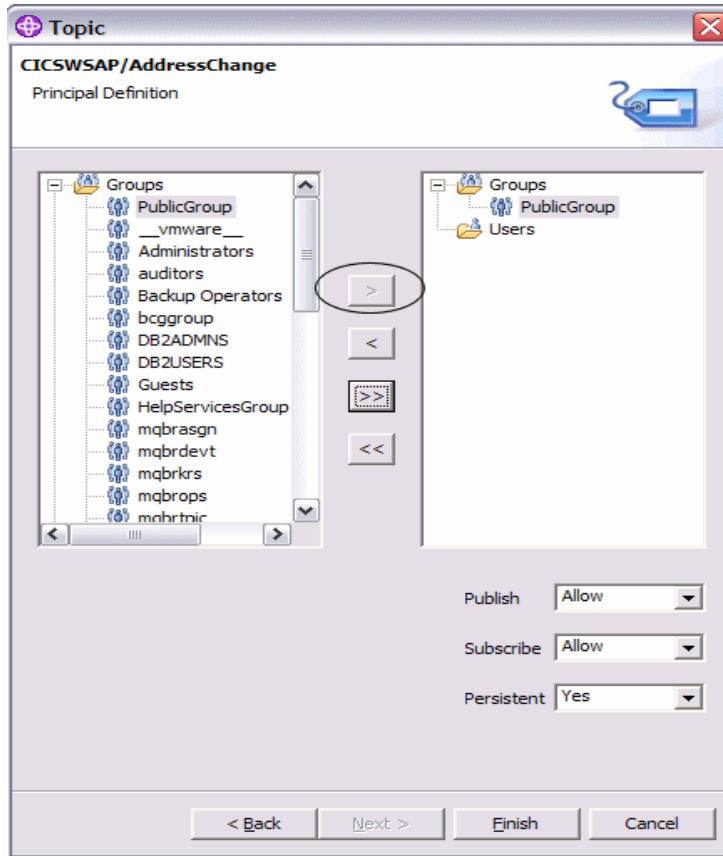 Topic
CICSWSAP/AddressChange
Principal Definition
Groups
PublicGroup
__vmware__
Administrators
auditors
Backup Operators
bcggroup
DB2ADMNS
DB2USERS
Guests
HelpServicesGroup
mqbrasgn
mqbrdevt
mqbrkrs
mqbrops
mqbrtpic
>
<
>>
<<
Groups
PublicGroup
Users
Publish Allow
Subscribe Allow
Persistent Yes
< Back Next > Finish Cancel